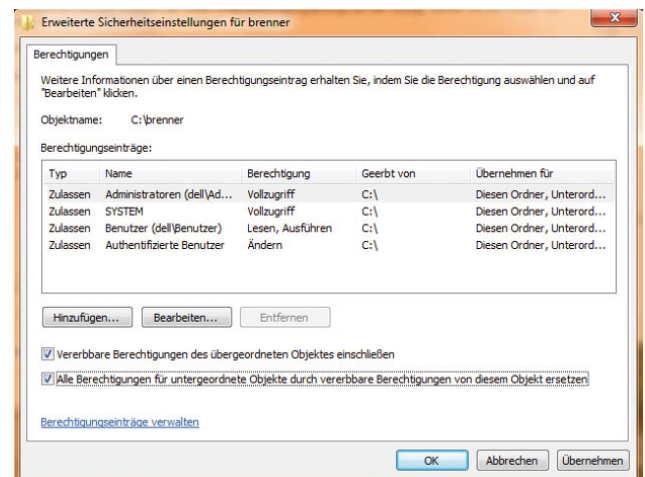 Erweiterte Sicherheitseinstellungen für brenner
Berechtigungen
Weitere Informationen über einen Berechtigungseintrag erhalten Sie, indem Sie die Berechtigung auswählen und auf
"Bearbeiten" klicken.
Objektname: C:\brenner
Berechtigungseinträge:
Typ Name Berechtigung Geerbt von Übernehmen für
Zulassen Administratoren (dell\Ad... Vollzugriff C:\ Diesen Ordner, Unterord...
Zulassen SYSTEM Vollzugriff C:\ Diesen Ordner, Unterord...
Zulassen Benutzer (dell\Benutzer) Lesen, Ausführen C:\ Diesen Ordner, Unterord...
Zulassen Authentifizierte Benutzer Ändern C:\ Diesen Ordner, Unterord...
Hinzufügen... Bearbeiten... Entfernen
Vererbbare Berechtigungen des übergeordneten Objektes einschließen
Alle Berechtigungen für untergeordnete Objekte durch vererbbare Berechtigungen von diesem Objekt ersetzen
Berechtigungseinträge verwalten
OK Abbrechen Übernehmen